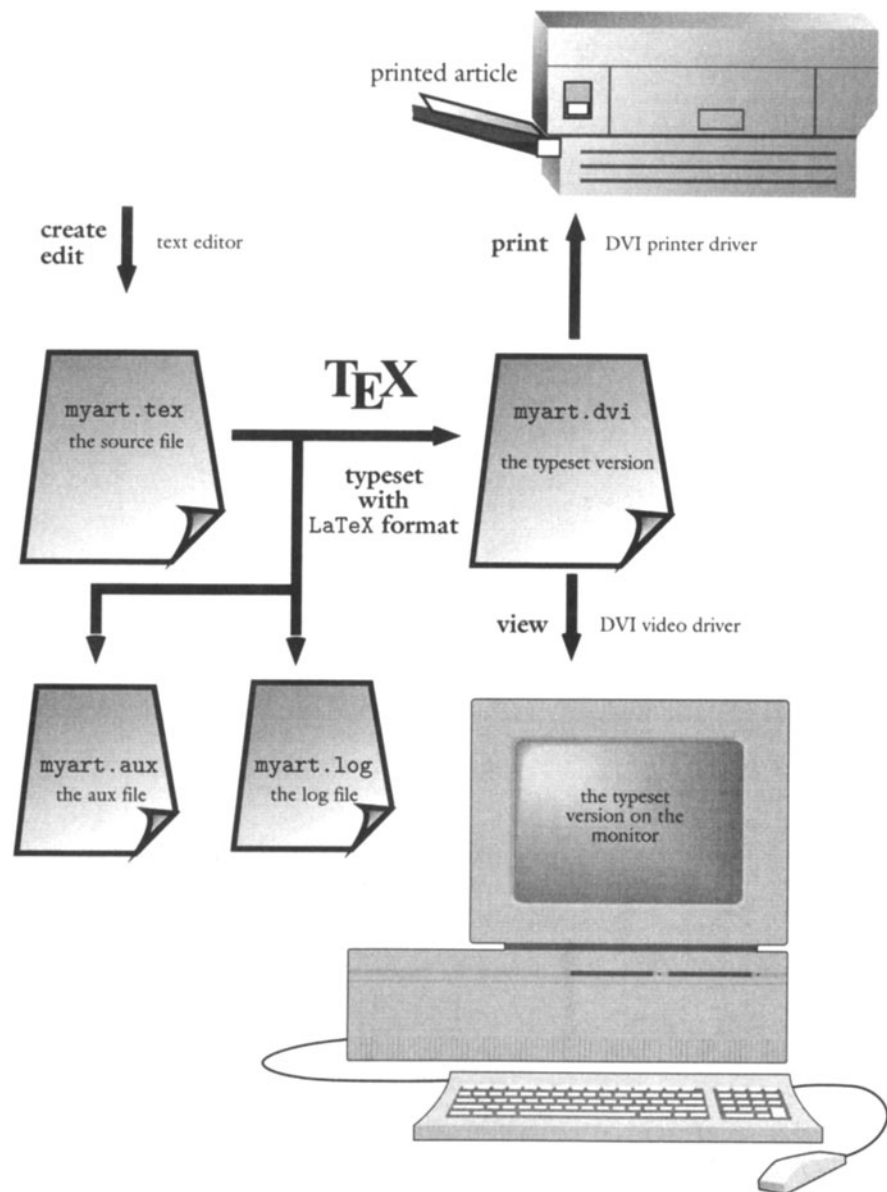 printed article
create
edit
text editor
print
DVI printer driver
TEX
myart.tex
the source file
typeset
with
LaTeX format
myart.dvi
the typeset version
view
DVI video driver
myart.aux
the aux file
myart.log
the log file
the typeset
version on the
monitor